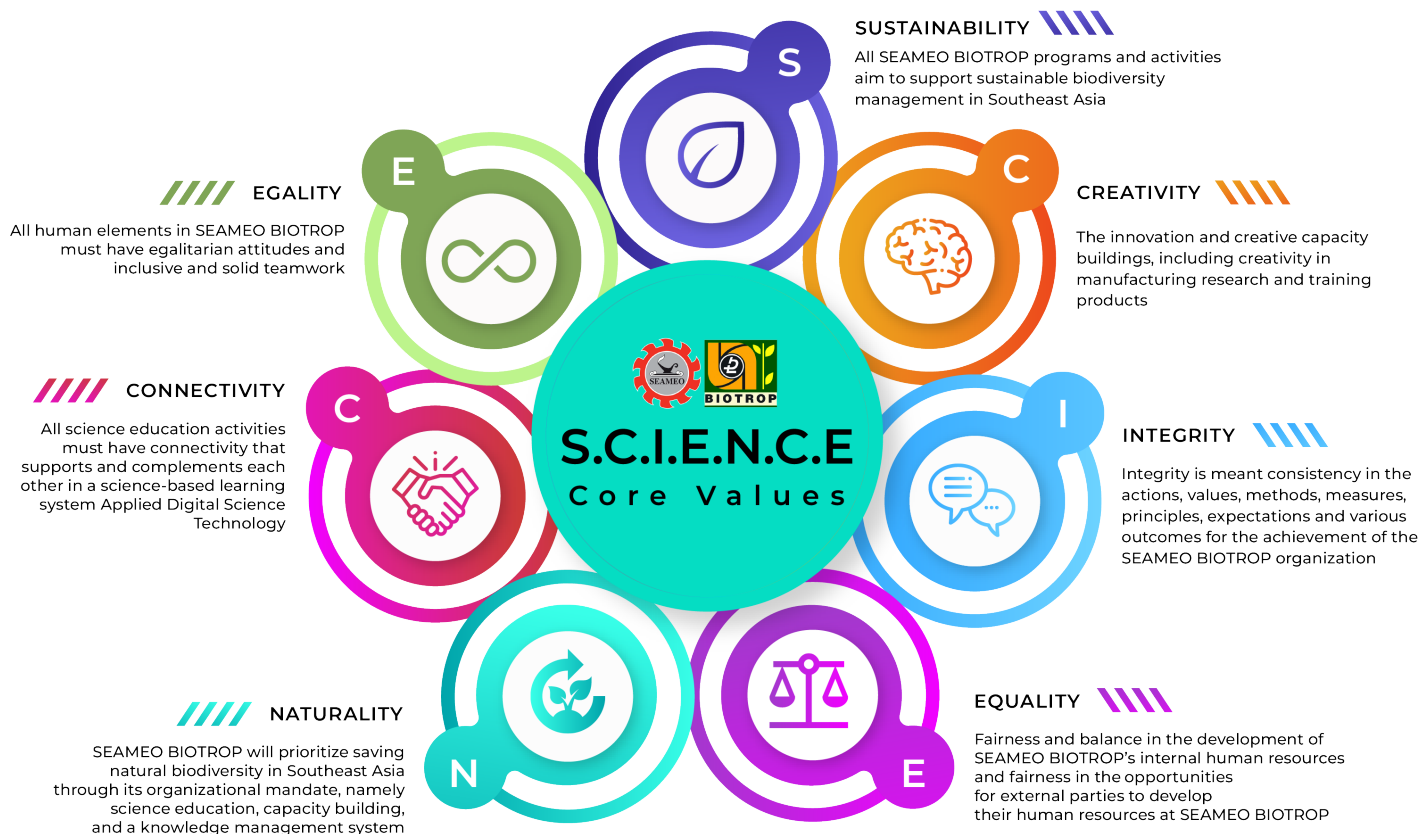 S
SUSTAINABILITY
All SEAMEO BIOTROP programs and activities
aim to support sustainable biodiversity
management in Southeast Asia
C
CREATIVITY
The innovation and creative capacity
buildings, including creativity in
manufacturing research and training
products
I
INTEGRITY
Integrity is meant consistency in the
actions, values, methods, measures,
principles, expectations and various
outcomes for the achievement of the
SEAMEO BIOTROP organization
E
EQUALITY
Fairness and balance in the development of
SEAMEO BIOTROP’s internal human resources
and fairness in the opportunities
for external parties to develop
their human resources at SEAMEO BIOTROP
N
NATURALITY
SEAMEO BIOTROP will prioritize saving
natural biodiversity in Southeast Asia
through its organizational mandate, namely
science education, capacity building,
and a knowledge management system
C
CONNECTIVITY
All science education activities
must have connectivity that
supports and complements each
other in a science-based learning
system Applied Digital Science
Technology
E
EGALITY
All human elements in SEAMEO BIOTROP
must have egalitarian attitudes and
inclusive and solid teamwork
SEAMEO
BIOTROP
S.C.I.E.N.C.E
Core Values